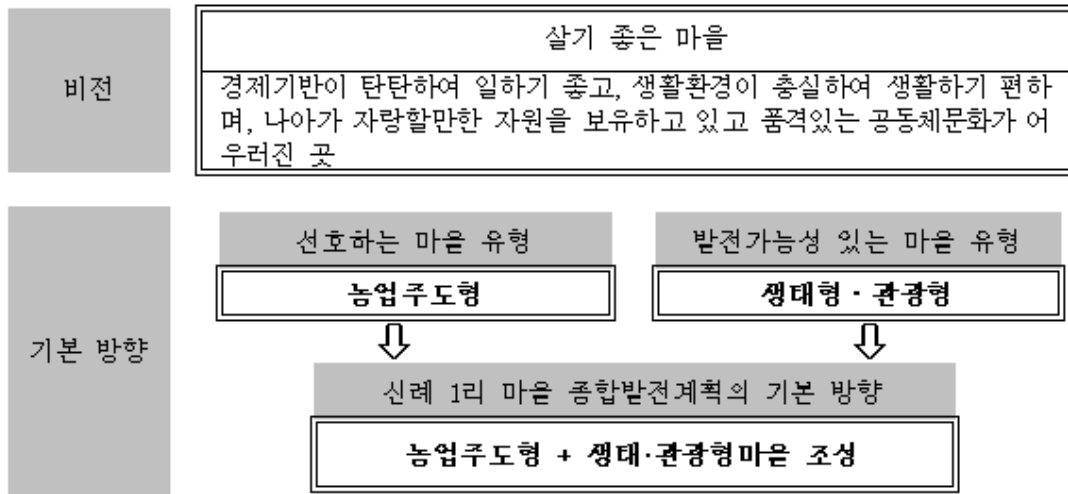 비전
살기 좋은 마을
경제기반이 탄탄하여 일하기 좋고, 생활환경이 충실하여 생활하기 편하
며, 나아가 자랑할만한 자원을 보유하고 있고 품격있는 공동체문화가 어
우러진 곳
기본 방향
선호하는 마을 유형
발전가능성 있는 마을 유형
농업주도형
생태형·관광형
신례 1리 마을 종합발전계획의 기본 방향
농업주도형 + 생태·관광형마을 조성